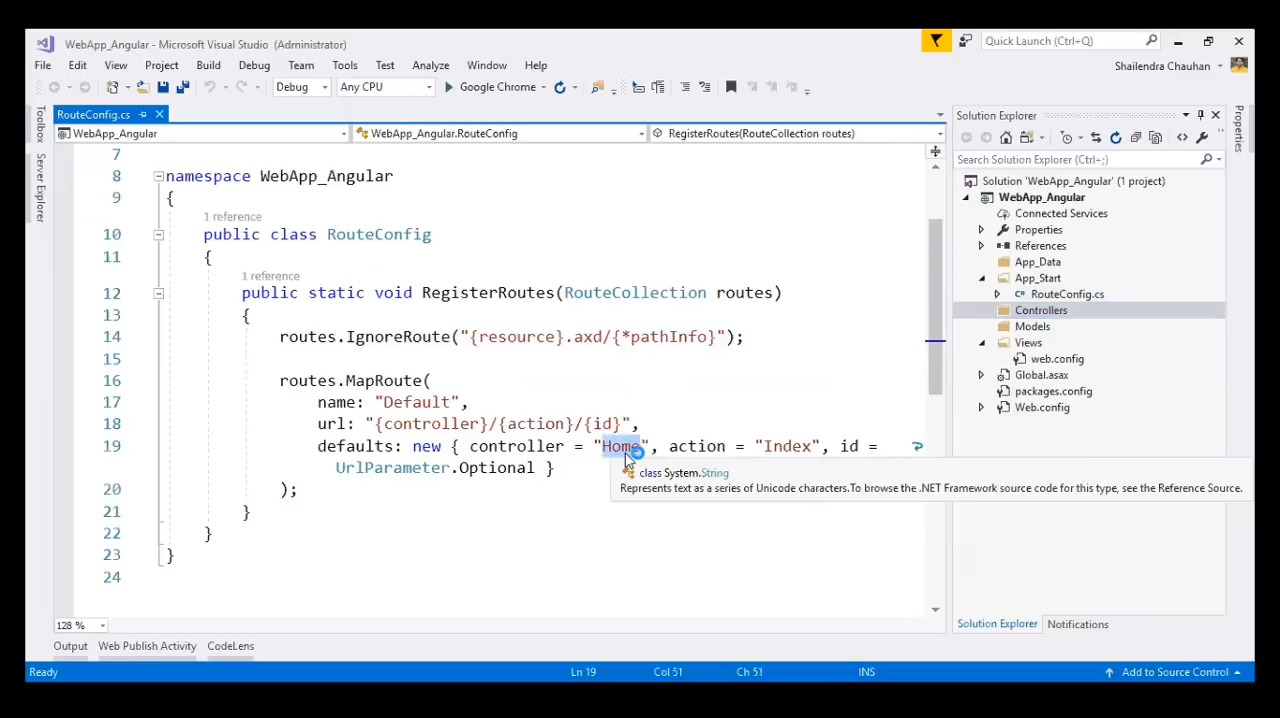 WebApp_Angular - Microsoft Visual Studio (Administrator)
Quick Launch (Ctrl+Q)
File Edit View Project Build Debug Team Tools Test Analyze Window Help
Shailendra Chauhan
Debug Any CPU Google Chrome
RouteConfig.cs
WebApp_Angular WebApp_Angular.RouteConfig RegisterRoutes(RouteCollection routes)
Toolbox
Server Explorer
7
8 namespace WebApp_Angular
9 {
1 reference
10 public class RouteConfig
11 {
1 reference
12 public static void RegisterRoutes(RouteCollection routes)
13 {
14 routes.IgnoreRoute("{resource}.axd/{*pathInfo}");
15
16 routes.MapRoute(
17 name: "Default",
18 url: "{controller}/{action}/{id}",
19 defaults: new { controller = "Home", action = "Index", id =
UrlParameter.Optional }
20 );
21 }
22 }
23 }
24
class System.String
Represents text as a series of Unicode characters.To browse the .NET Framework source code for this type, see the Reference Source.
128 %
Solution Explorer
Search Solution Explorer (Ctrl+;)
Solution 'WebApp_Angular' (1 project)
WebApp_Angular
Connected Services
Properties
References
App_Data
App_Start
RouteConfig.cs
Controllers
Models
Views
web.config
Global.asax
packages.config
Web.config
Properties
Solution Explorer Notifications
Output Web Publish Activity CodeLens
Ready Ln 19 Col 51 Ch 51 INS Add to Source Control